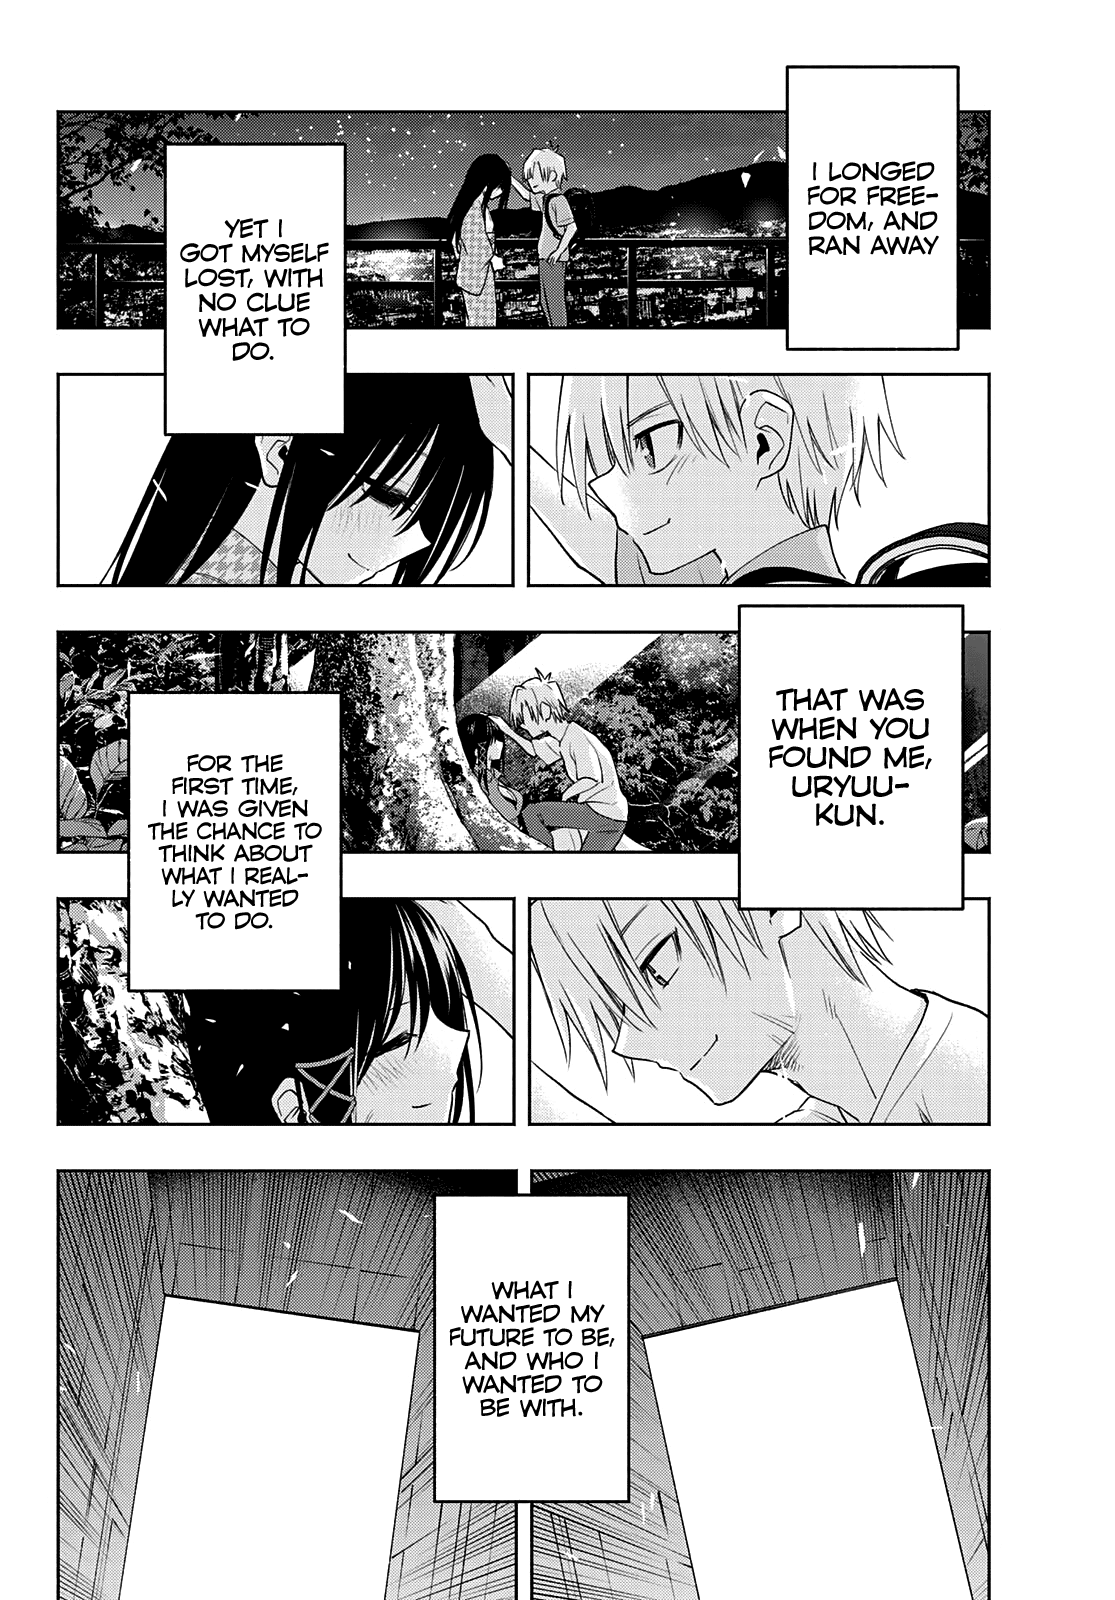 I LONGED
FOR FREE-
DOM, AND
RAN AWAY
YET I
GOT MYSELF
LOST, WITH
NO CLUE
WHAT TO
DO.
THAT WAS
WHEN YOU
FOUND ME,
URYUU-
KUN.
FOR THE
FIRST TIME,
I WAS GIVEN
THE CHANCE TO
THINK ABOUT
WHAT I REAL-
LY WANTED
TO DO.
WHAT I
WANTED MY
FUTURE TO BE,
AND WHO I
WANTED TO
BE WITH.